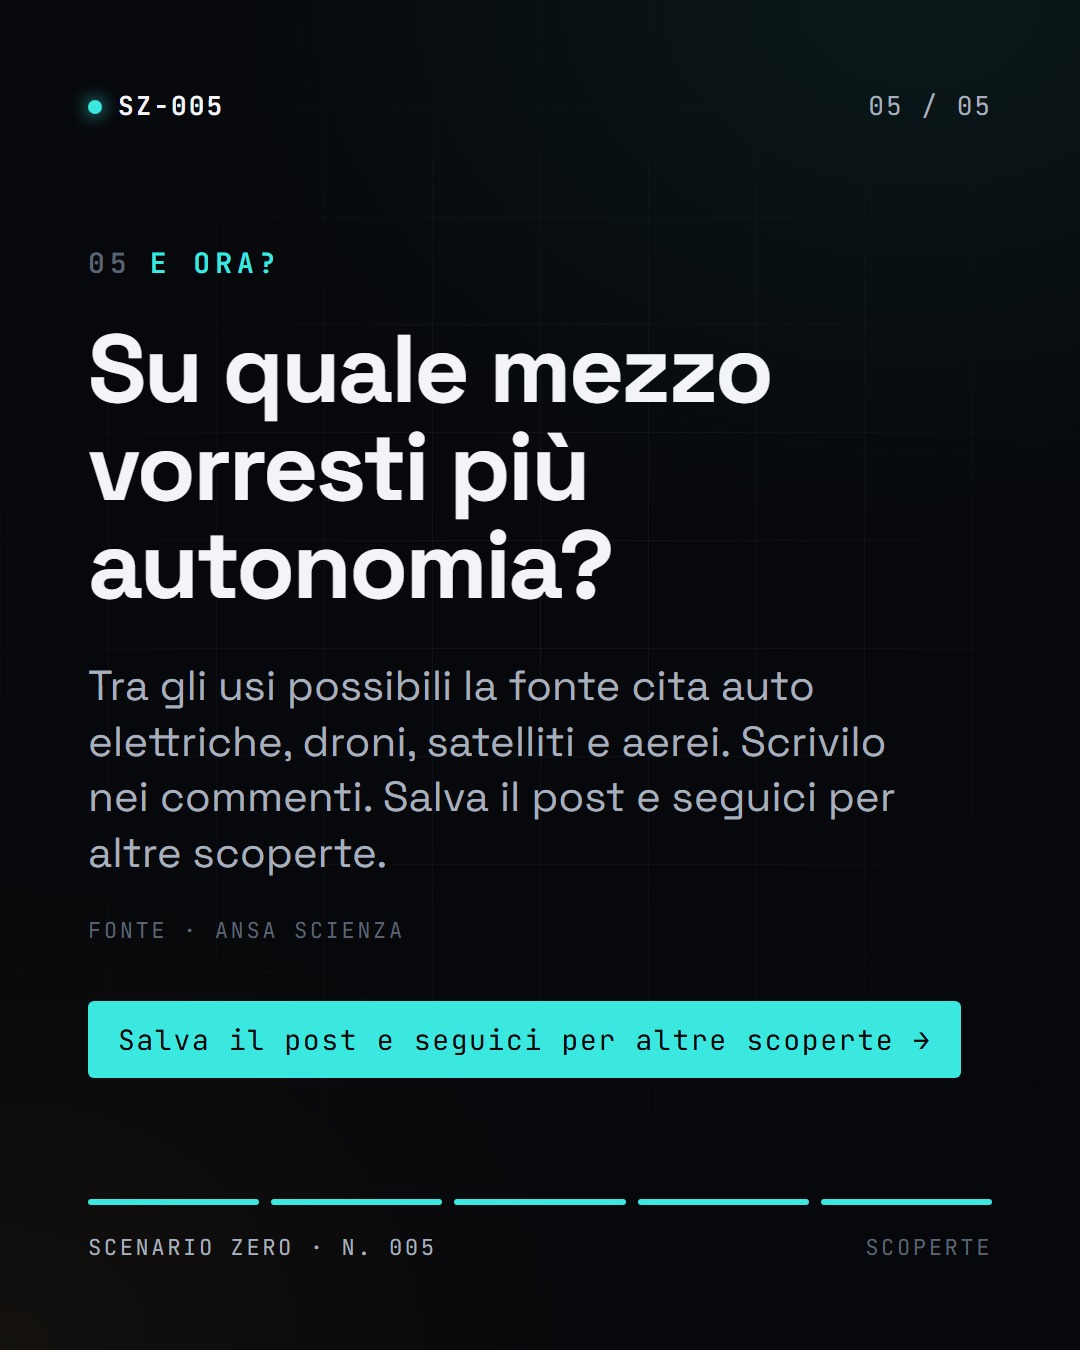 SZ-005
05 / 05
05 E ORA?
Su quale mezzo
vorresti più
autonomia?
Tra gli usi possibili la fonte cita auto
elettriche, droni, satelliti e aerei. Scrivilo
nei commenti. Salva il post e seguici per
altre scoperte.
FONTE · ANSA SCIENZA
Salva il post e seguici per altre scoperte →
SCENARIO ZERO · N. 005
SCOPERTE